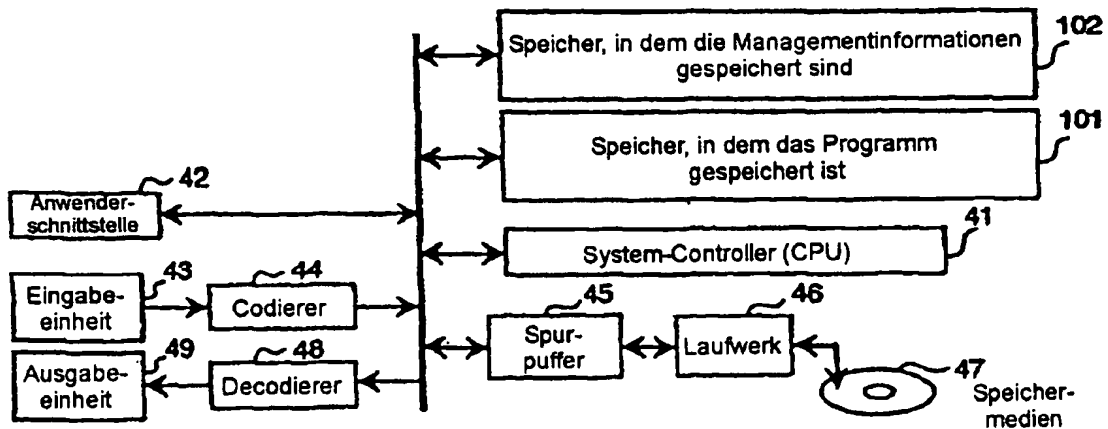 Speicher, in dem die Managementinformationen
gespeichert sind
102
Speicher, in dem das Programm
gespeichert ist
101
42
Anwender-
schnittstelle
System-Controller (CPU)
41
43
Eingabe-
einheit
44
Codierer
45
Spur-
puffer
46
Laufwerk
49
Ausgabe-
einheit
48
Decodierer
47
Speicher-
medien